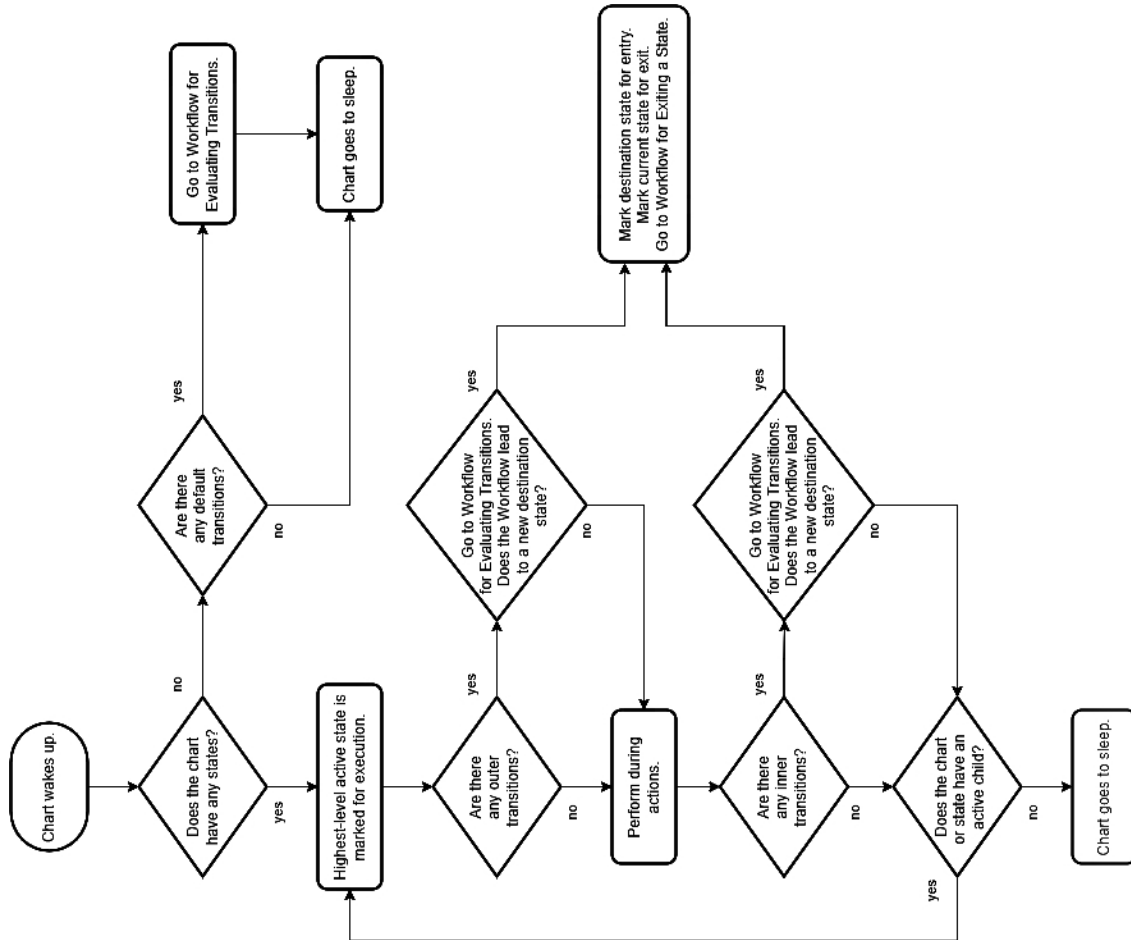 Chart wakes up.
Does the chart
have any states?
no
yes
Are there
any default
transitions?
yes
no
Go to Workflow for
Evaluating Transitions.
Chart goes to sleep.
Highest-level active state is
marked for execution.
Are there
any outer
transitions?
yes
no
Go to Workflow
for Evaluating Transitions.
Does the Workflow lead
to a new destination
state?
yes
no
Mark destination state for entry.
Mark current state for exit.
Go to Workflow for Exiting a State.
Perform during
actions.
Are there
any inner
transitions?
yes
no
Go to Workflow
for Evaluating Transitions.
Does the Workflow lead
to a new destination
state?
yes
no
Does the chart
or state have an
active child?
yes
no
Chart goes to sleep.